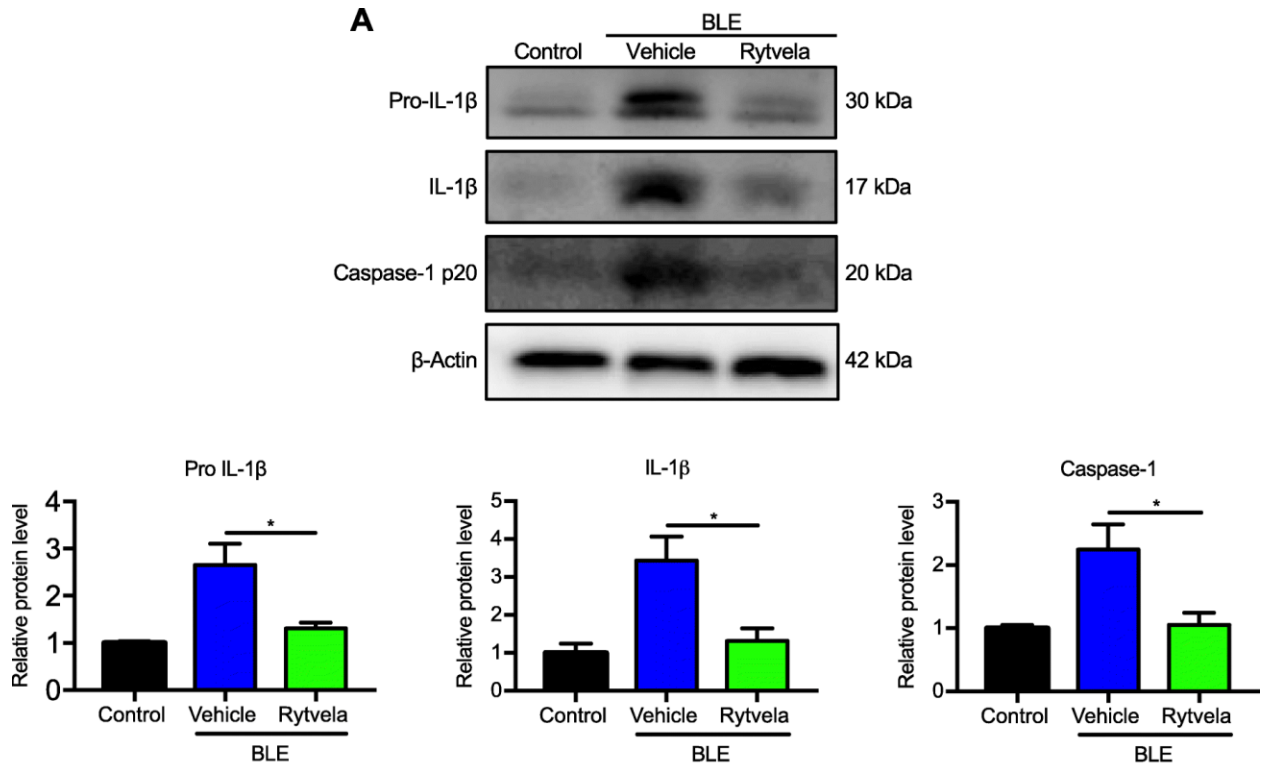 A
BLE
Control Vehicle Rytvela
Pro-IL-1β 30 kDa
IL-1β 17 kDa
Caspase-1 p20 20 kDa
β-Actin 42 kDa
Pro IL-1β
Relative protein level
4
3
2
1
0
*
Control Vehicle Rytvela
BLE
IL-1β
Relative protein level
5
4
3
2
1
0
*
Control Vehicle Rytvela
BLE
Caspase-1
Relative protein level
3
2
1
0
*
Control Vehicle Rytvela
BLE